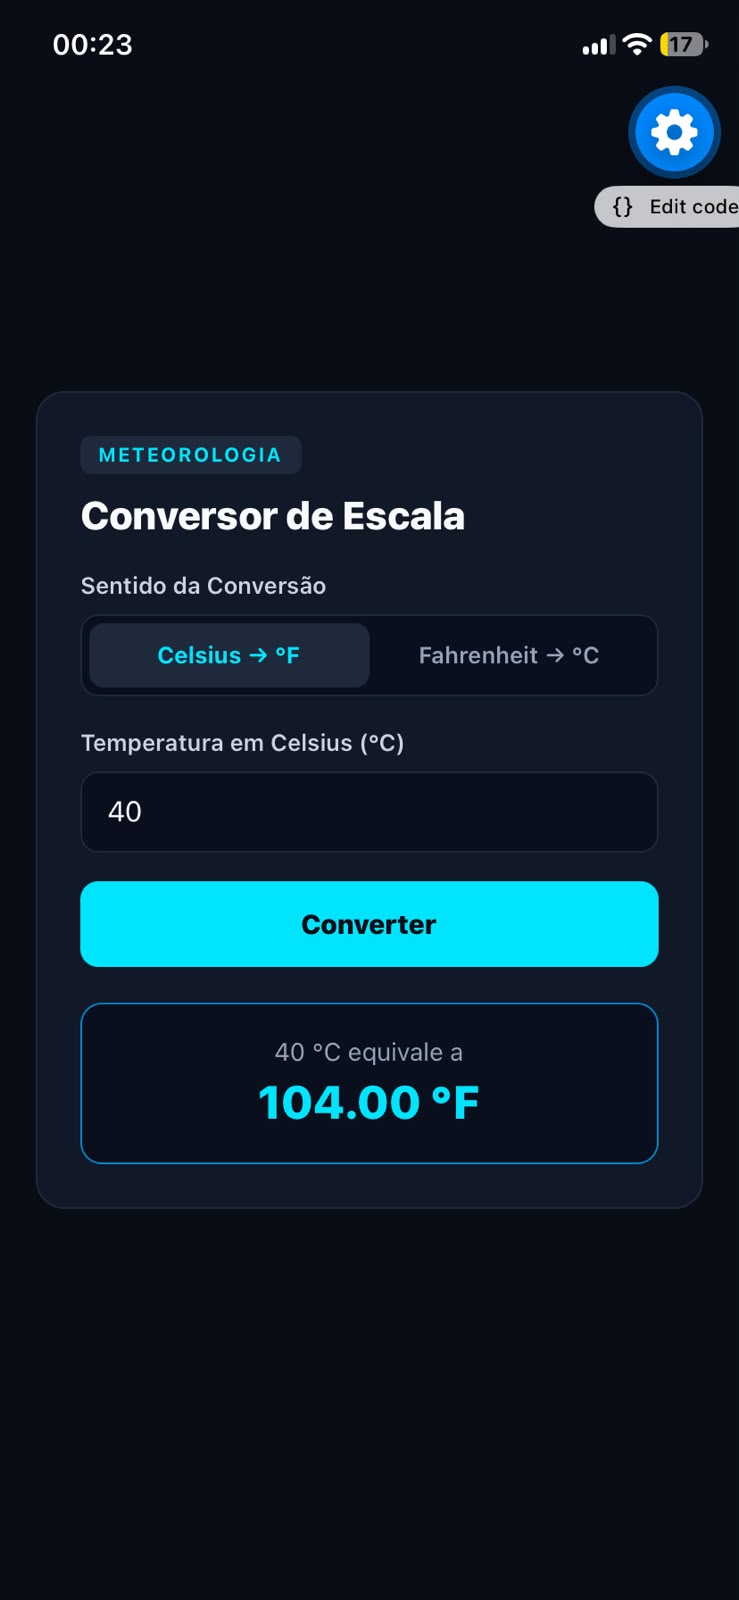 00:23
17
{} Edit code
METEOROLOGIA
Conversor de Escala
Sentido da Conversão
Celsius → °F
Fahrenheit → °C
Temperatura em Celsius (°C)
40
Converter
40 °C equivale a
104.00 °F